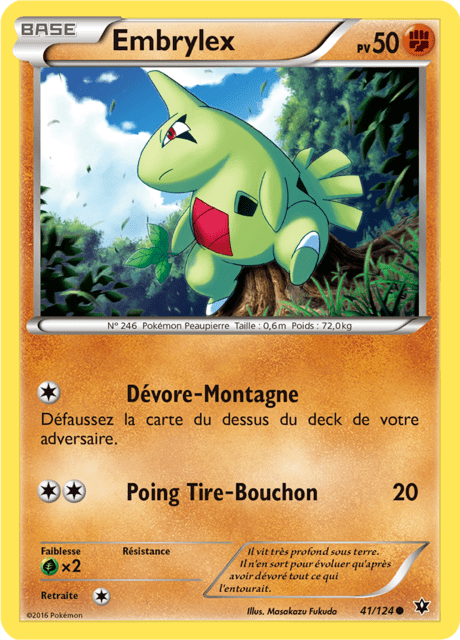 BASE
Embrylex
PV 50
N° 246 Pokémon Peaupierre Taille : 0,6m Poids : 72,0kg
Dévore-Montagne
Défaussez la carte du dessus du deck de votre
adversaire.
Poing Tire-Bouchon 20
Faiblesse Résistance
×2
Retraite
Il vit très profond sous terre.
Il n'en sort pour évoluer qu'après
avoir dévoré tout ce qui
l'entourait.
Illus. Masakazu Fukuda
41/124
©2016 Pokémon